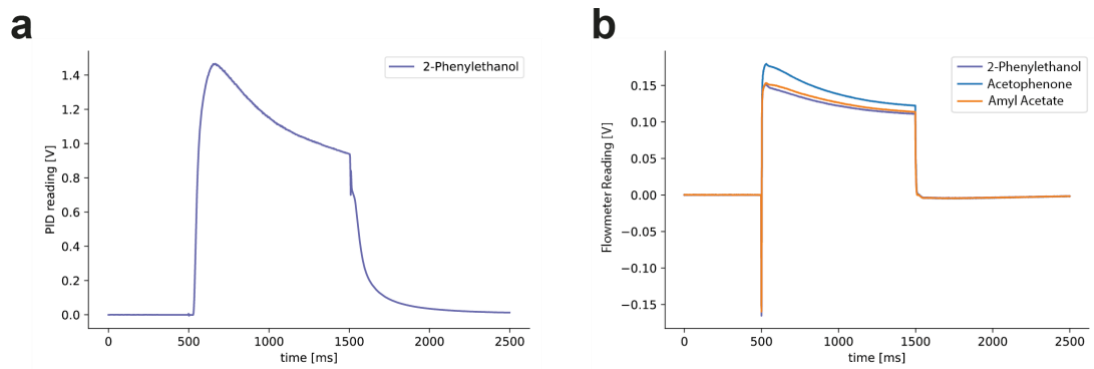 a
PID reading [V]
1.4
1.2
1.0
0.8
0.6
0.4
0.2
0.0
2-Phenylethanol
0
500
1000
1500
2000
2500
time [ms]
b
Flowmeter Reading [V]
0.15
0.10
0.05
0.00
−0.05
−0.10
−0.15
2-Phenylethanol
Acetophenone
Amyl Acetate
0
500
1000
1500
2000
2500
time [ms]